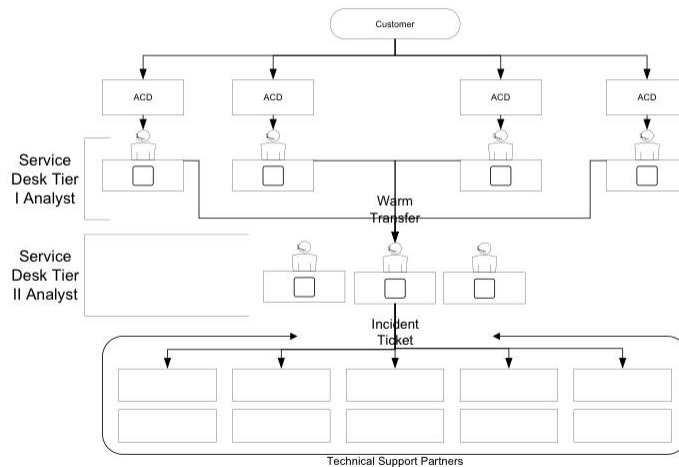 Customer
ACD
ACD
ACD
ACD
Service
Desk Tier
I Analyst
Warm
Transfer
Service
Desk Tier
II Analyst
Incident
Ticket
Technical Support Partners